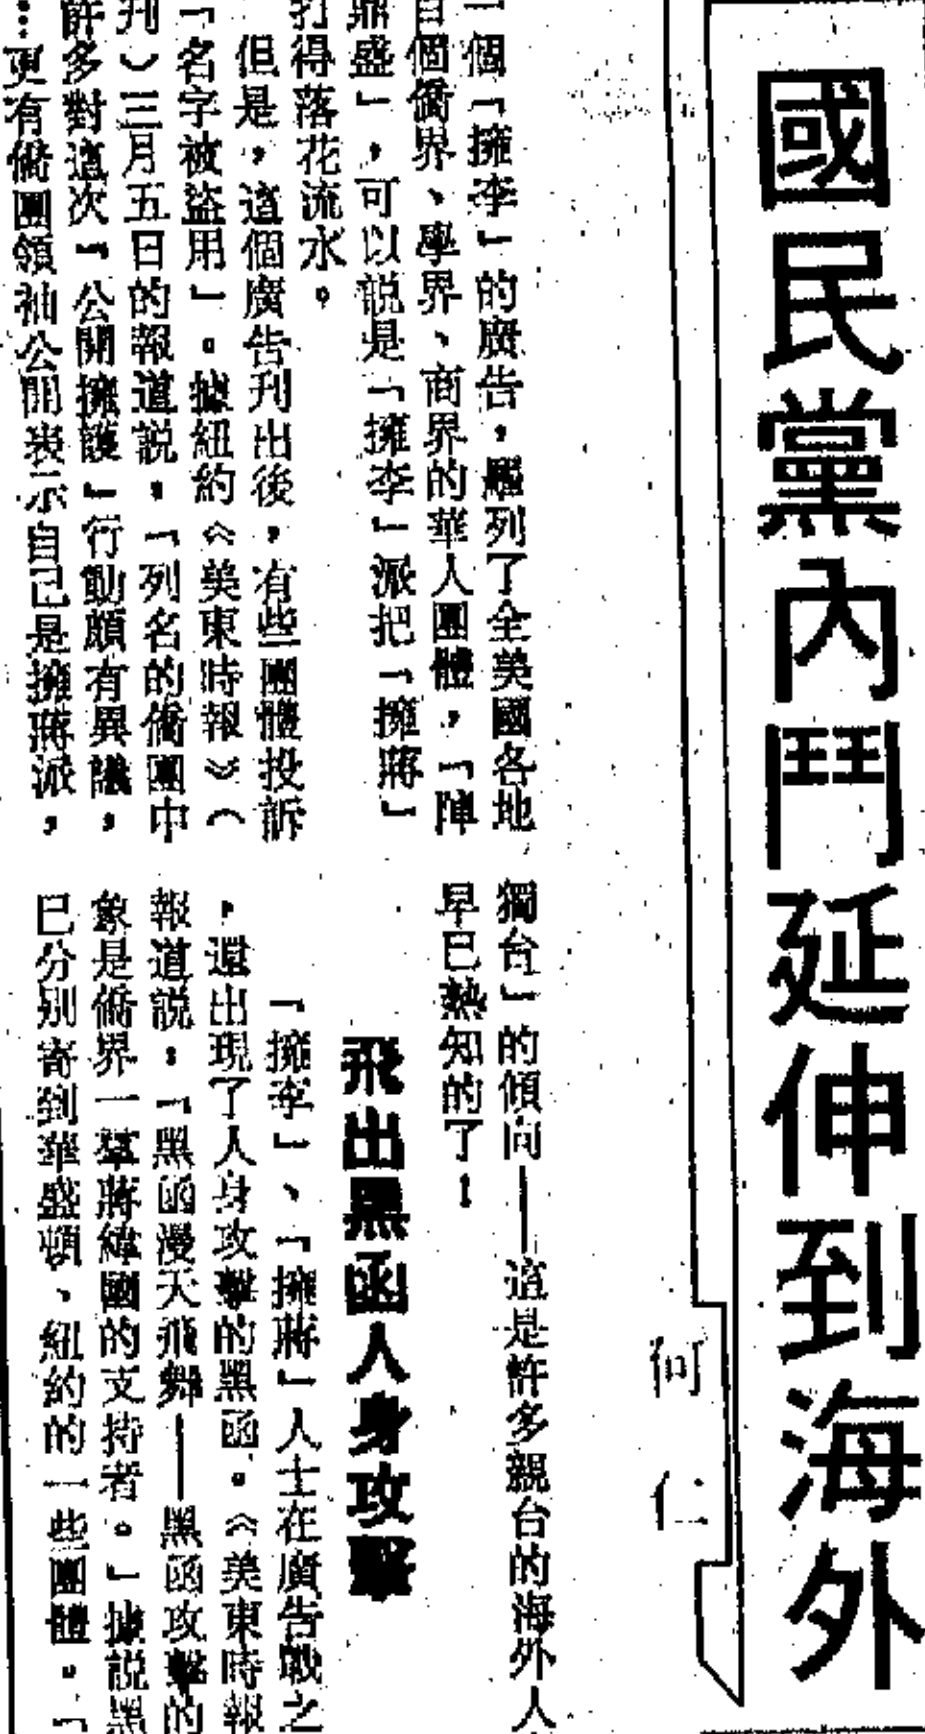 國民黨內鬥延伸到海外
何仁
個「擁李」的廣告,臚列了全美國各地
個僑界、學界、商界的華人團體,「陣
鼎盛」,可以說是「擁李」派把「擁蔣」
打得落花流水。
但是,這個廣告刊出後,有些團體投訴
「名字被盜用」。據紐約《美東時報》(
刊)三月五日的報道說,「列名的僑團中
許多對這次『公開擁護』行動頗有異議,
…更有僑團領袖公開表示自己是擁蔣派,
獨台」的傾向——這是許多親台的海外人
早已熟知的了!
飛出黑函人身攻擊
「擁李」、「擁蔣」人士在廣告戰之
,還出現了人身攻擊的黑函。《美東時報
報道說:「黑函漫天飛舞——黑函攻擊的
象是僑界一羣蔣緯國的支持者。」據說黑
已分別寄到華盛頓、紐約的一些團體。「